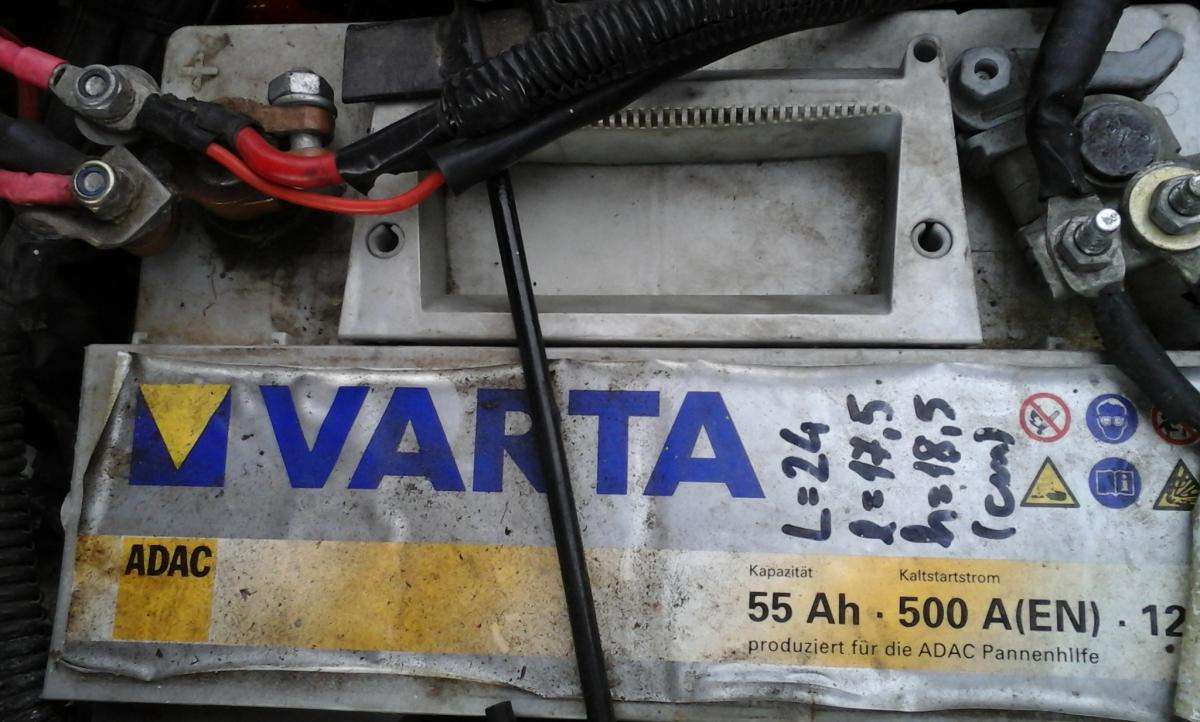 +
VARTA
L=24
l=17,5
h=18,5
(cm)
ADAC
Kapazität
Kaltstartstrom
55 Ah · 500 A(EN) · 12
produziert für die ADAC Pannenhilfe